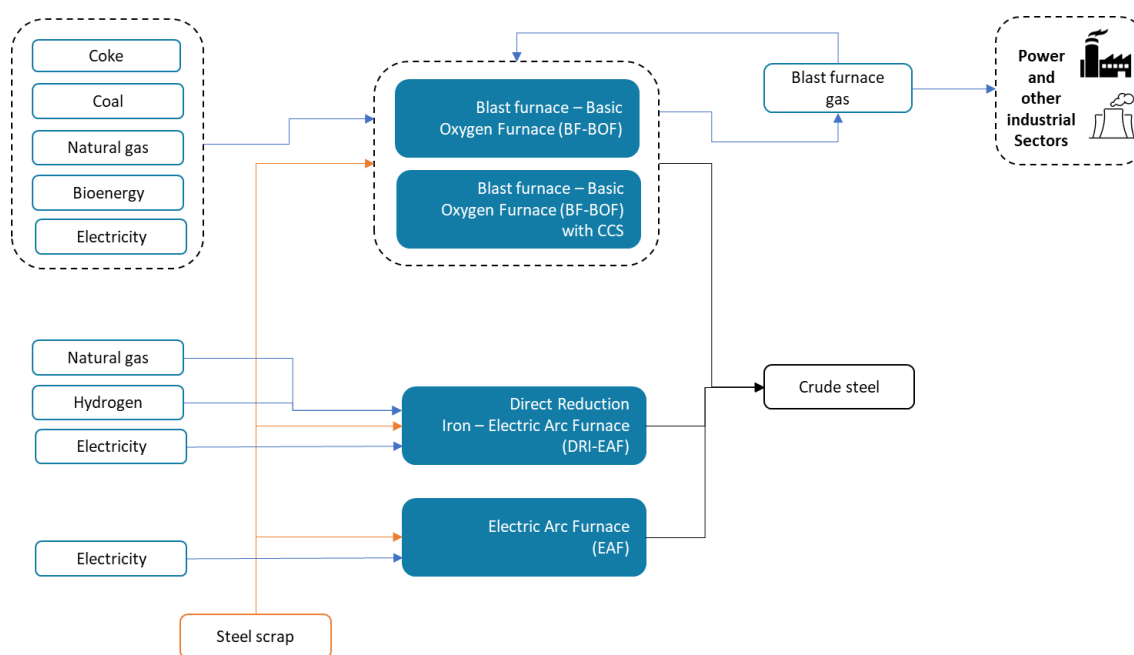 Coke
Coal
Natural gas
Bioenergy
Electricity
Blast furnace – Basic
Oxygen Furnace (BF-BOF)
Blast furnace – Basic
Oxygen Furnace (BF-BOF)
with CCS
Blast furnace
gas
Power
and
other
industrial
Sectors
Natural gas
Hydrogen
Electricity
Direct Reduction
Iron – Electric Arc Furnace
(DRI-EAF)
Crude steel
Electricity
Electric Arc Furnace
(EAF)
Steel scrap